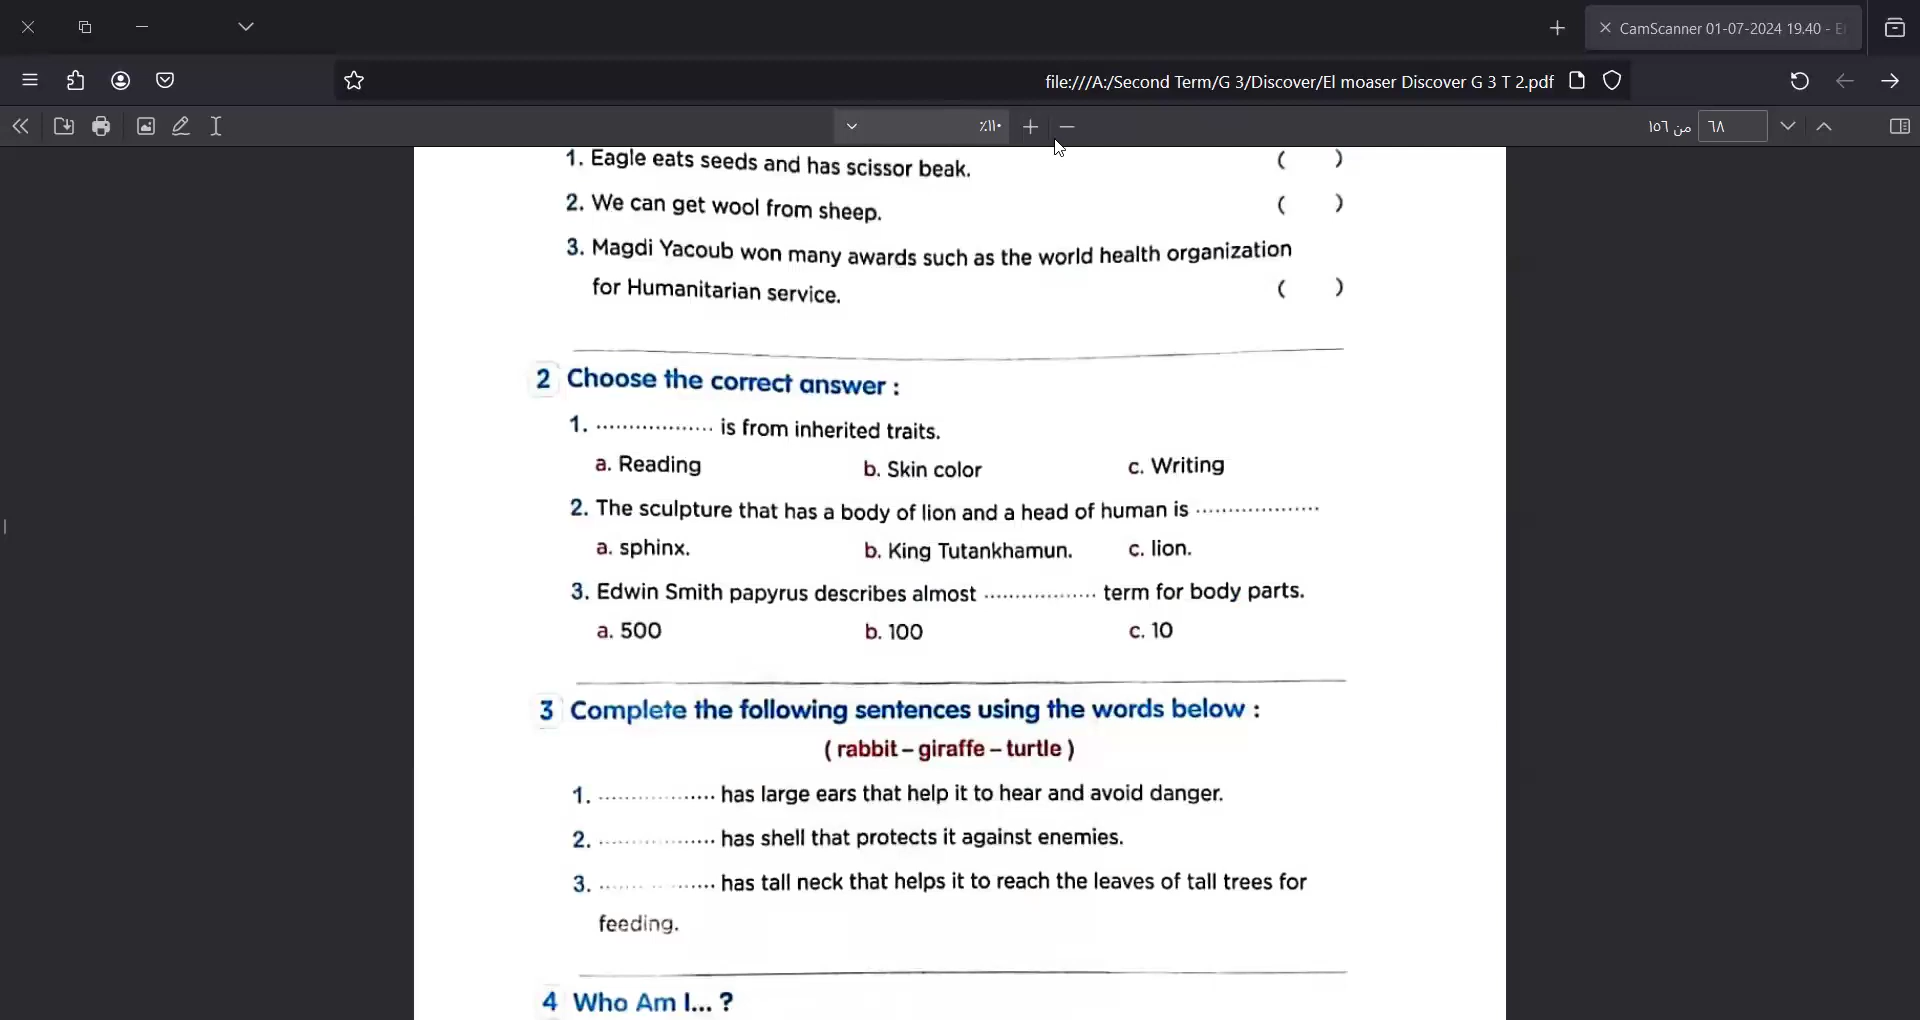 CamScanner 01-07-2024 19.40 - El
file:///A:/Second Term/G 3/Discover/El moaser Discover G 3 T 2.pdf
٪١١٠
٦٨ من ١٥٦
1. Eagle eats seeds and has scissor beak. ( )
2. We can get wool from sheep. ( )
3. Magdi Yacoub won many awards such as the world health organization
for Humanitarian service. ( )
2 Choose the correct answer :
1. .................. is from inherited traits.
a. Reading b. Skin color c. Writing
2. The sculpture that has a body of lion and a head of human is ...................
a. sphinx. b. King Tutankhamun. c. lion.
3. Edwin Smith papyrus describes almost .................. term for body parts.
a. 500 b. 100 c. 10
3 Complete the following sentences using the words below :
( rabbit – giraffe – turtle )
1. .................. has large ears that help it to hear and avoid danger.
2. .................. has shell that protects it against enemies.
3. .................. has tall neck that helps it to reach the leaves of tall trees for
feeding.
4 Who Am I... ?